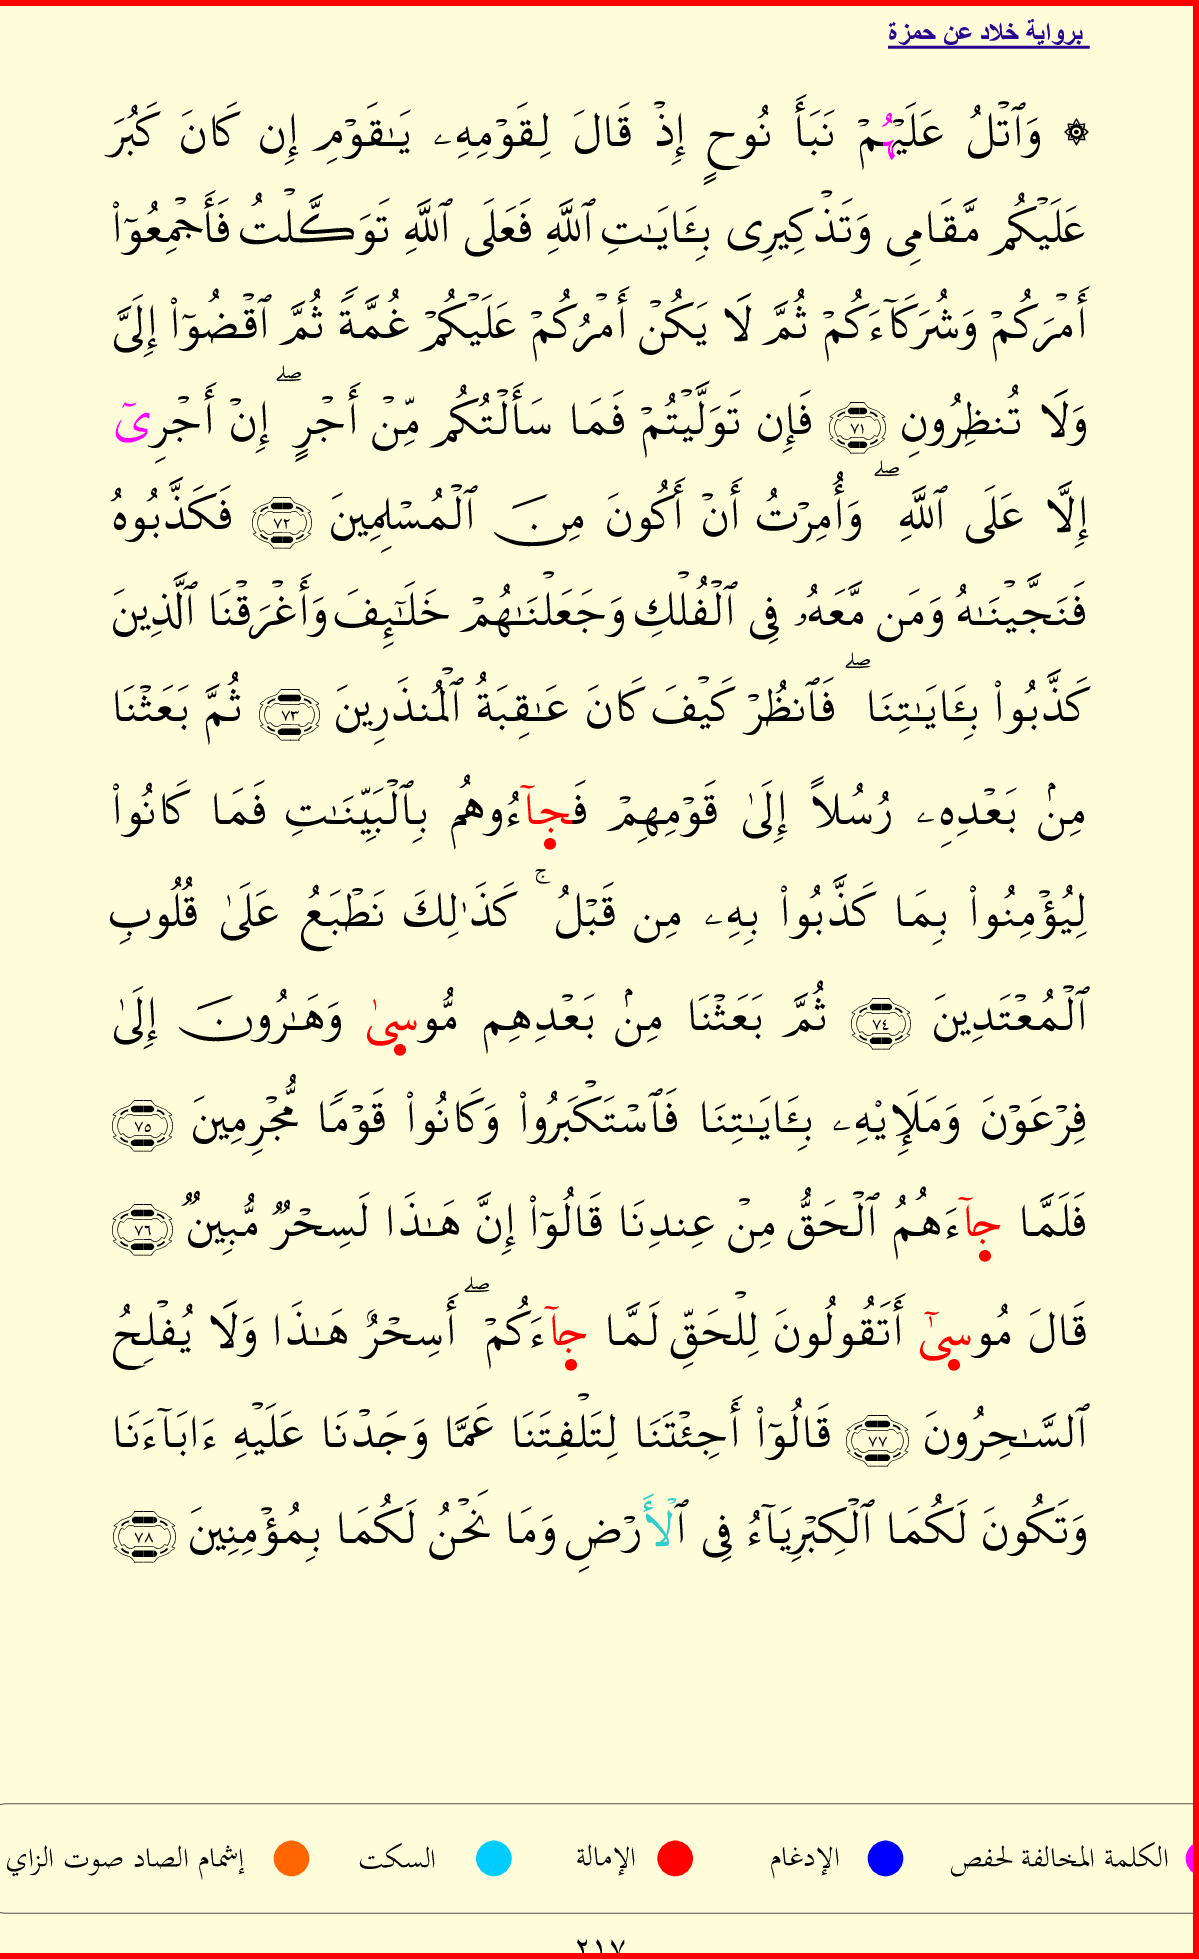 برواية خلاد عن حمزة
۞ وَٱتْلُ عَلَيْهُمْ نَبَأَ نُوحٍ إِذْ قَالَ لِقَوْمِهِۦ يَـٰقَوْمِ إِن كَانَ كَبُرَ
عَلَيْكُم مَّقَامِى وَتَذْكِيرِى بِـَٔايَـٰتِ ٱللَّهِ فَعَلَى ٱللَّهِ تَوَكَّلْتُ فَأَجْمِعُوٓا۟
أَمْرَكُمْ وَشُرَكَآءَكُمْ ثُمَّ لَا يَكُنْ أَمْرُكُمْ عَلَيْكُمْ غُمَّةً ثُمَّ ٱقْضُوٓا۟ إِلَىَّ
وَلَا تُنظِرُونِ ٧١ فَإِن تَوَلَّيْتُمْ فَمَا سَأَلْتُكُم مِّنْ أَجْرٍ ۖ إِنْ أَجْرِىٓ
إِلَّا عَلَى ٱللَّهِ ۖ وَأُمِرْتُ أَنْ أَكُونَ مِنَ ٱلْمُسْلِمِينَ ٧٢ فَكَذَّبُوهُ
فَنَجَّيْنَـٰهُ وَمَن مَّعَهُۥ فِى ٱلْفُلْكِ وَجَعَلْنَـٰهُمْ خَلَـٰٓئِفَ وَأَغْرَقْنَا ٱلَّذِينَ
كَذَّبُوا۟ بِـَٔايَـٰتِنَا ۖ فَٱنظُرْ كَيْفَ كَانَ عَـٰقِبَةُ ٱلْمُنذَرِينَ ٧٣ ثُمَّ بَعَثْنَا
مِنۢ بَعْدِهِۦ رُسُلاً إِلَىٰ قَوْمِهِمْ فَجَآءُوهُم بِٱلْبَيِّنَـٰتِ فَمَا كَانُوا۟
لِيُؤْمِنُوا۟ بِمَا كَذَّبُوا۟ بِهِۦ مِن قَبْلُ ۚ كَذَٰلِكَ نَطْبَعُ عَلَىٰ قُلُوبِ
ٱلْمُعْتَدِينَ ٧٤ ثُمَّ بَعَثْنَا مِنۢ بَعْدِهِم مُّوسِىٰ وَهَـٰرُونَ إِلَىٰ
فِرْعَوْنَ وَمَلَإِي۟هِۦ بِـَٔايَـٰتِنَا فَٱسْتَكْبَرُوا۟ وَكَانُوا۟ قَوْمًا مُّجْرِمِينَ ٧٥
فَلَمَّا جَآءَهُمُ ٱلْحَقُّ مِنْ عِندِنَا قَالُوٓا۟ إِنَّ هَـٰذَا لَسِحْرٌ مُّبِينٌ ٧٦
قَالَ مُوسِىٰٓ أَتَقُولُونَ لِلْحَقِّ لَمَّا جَآءَكُمْ ۖ أَسِحْرٌ هَـٰذَا وَلَا يُفْلِحُ
ٱلسَّـٰحِرُونَ ٧٧ قَالُوٓا۟ أَجِئْتَنَا لِتَلْفِتَنَا عَمَّا وَجَدْنَا عَلَيْهِ ءَابَآءَنَا
وَتَكُونَ لَكُمَا ٱلْكِبْرِيَآءُ فِى ٱلْأَرْضِ وَمَا نَحْنُ لَكُمَا بِمُؤْمِنِينَ ٧٨
الكلمة المخالفة لحفص الإدغام الإمالة السكت إشمام الصاد صوت الزاي
٢١٧